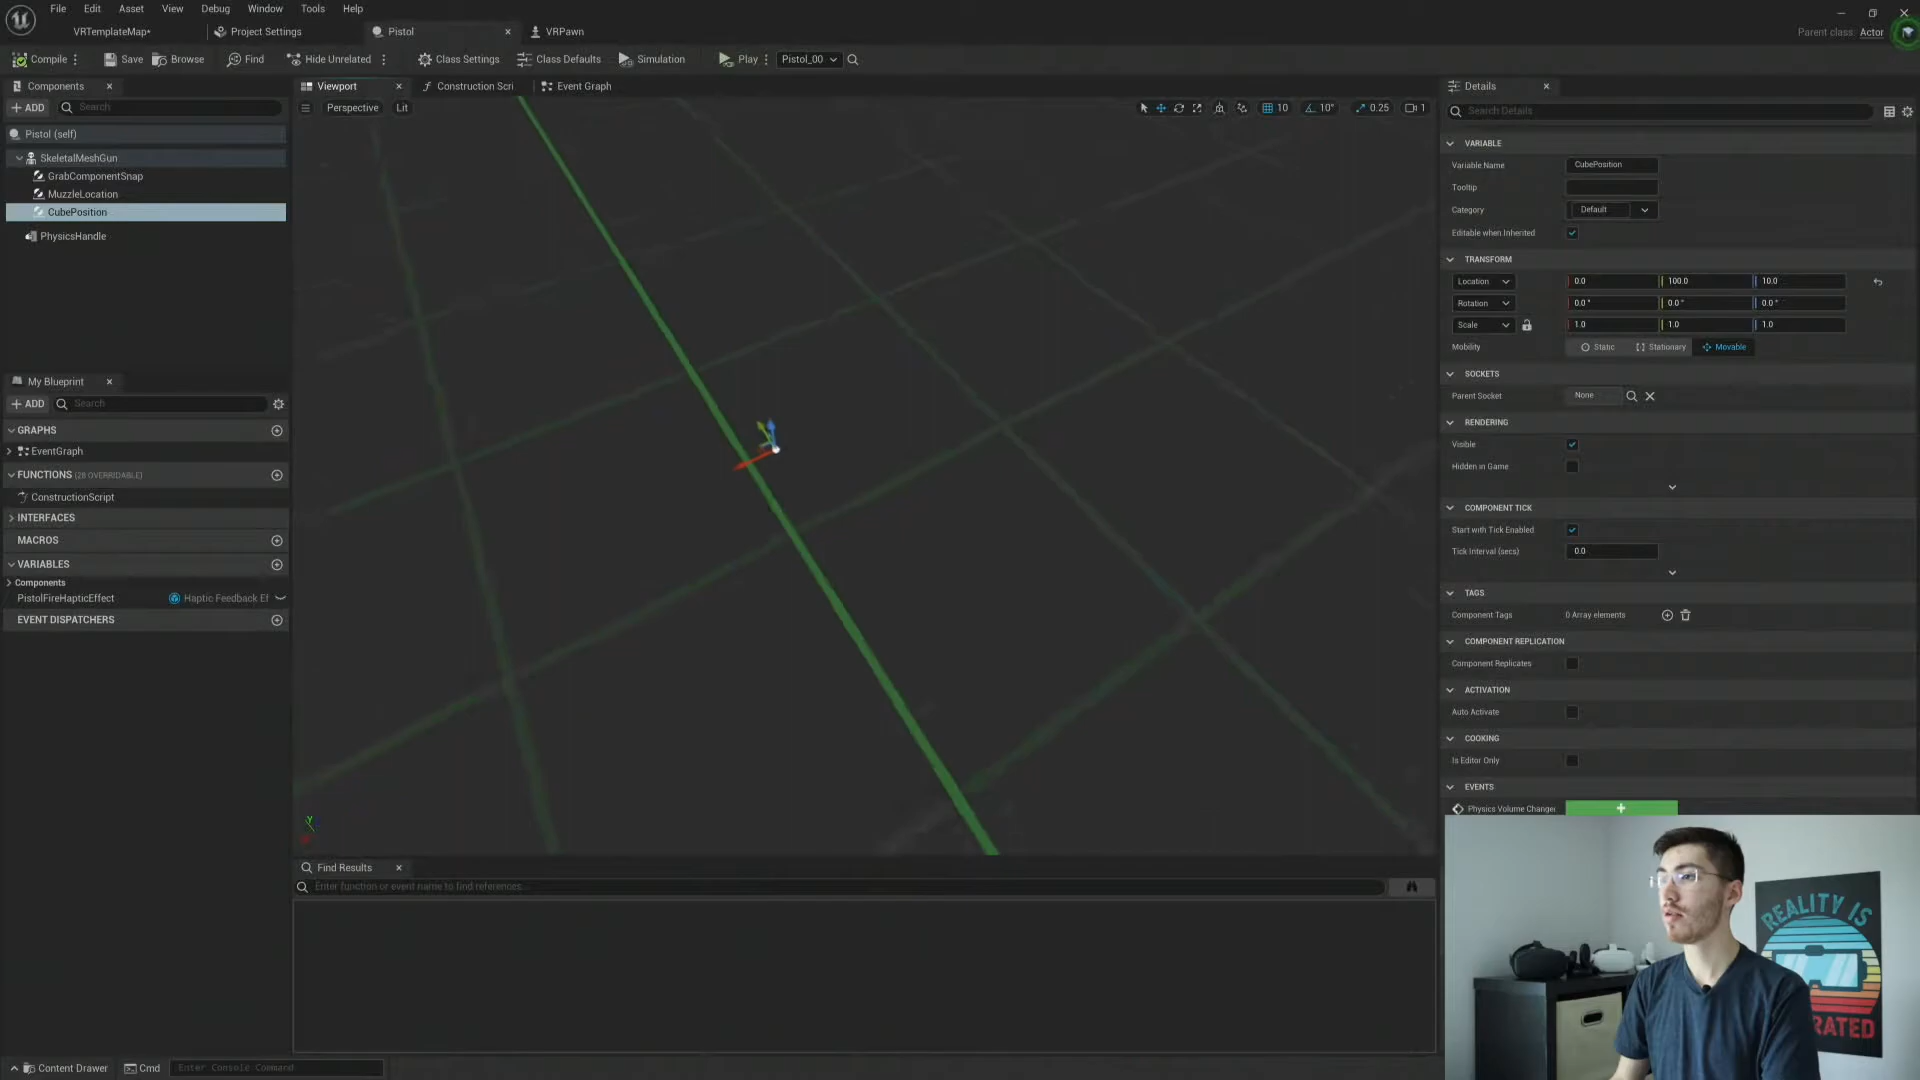 File Edit Asset View Debug Window Tools Help
VRTemplateMap* Project Settings Pistol VRPawn
Parent class: Actor
Compile Save Browse Find Hide Unrelated Class Settings Class Defaults Simulation Play Pistol_00
Components
ADD Search
Pistol (self)
SkeletalMeshGun
GrabComponentSnap
MuzzleLocation
CubePosition
PhysicsHandle
My Blueprint
ADD Search
GRAPHS
EventGraph
FUNCTIONS (28 OVERRIDABLE)
ConstructionScript
INTERFACES
MACROS
VARIABLES
Components
PistolFireHapticEffect Haptic Feedback Ef
EVENT DISPATCHERS
Viewport Construction Scri Event Graph
Perspective Lit 10 10° 0.25 1
Y
Find Results
Enter function or event name to find references...
Details
Search Details
VARIABLE
Variable Name CubePosition
Tooltip
Category Default
Editable when Inherited
TRANSFORM
Location 0.0 100.0 10.0
Rotation 0.0 ° 0.0 ° 0.0 °
Scale 1.0 1.0 1.0
Mobility Static Stationary Movable
SOCKETS
Parent Socket None
RENDERING
Visible
Hidden in Game
COMPONENT TICK
Start with Tick Enabled
Tick Interval (secs) 0.0
TAGS
Component Tags 0 Array elements
COMPONENT REPLICATION
Component Replicates
ACTIVATION
Auto Activate
COOKING
Is Editor Only
EVENTS
Physics Volume Changed
REALITY IS
RATED
Content Drawer Cmd Enter Console Command